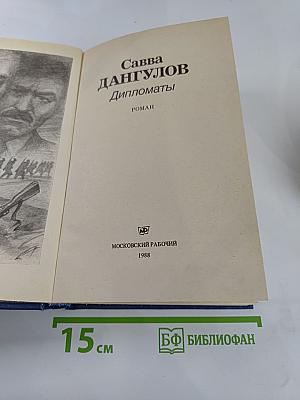 Савва
ДАНГУЛОВ
Дипломаты
РОМАН
МОСКОВСКИЙ РАБОЧИЙ
1988
15 см
БФ БИБЛИОФАН